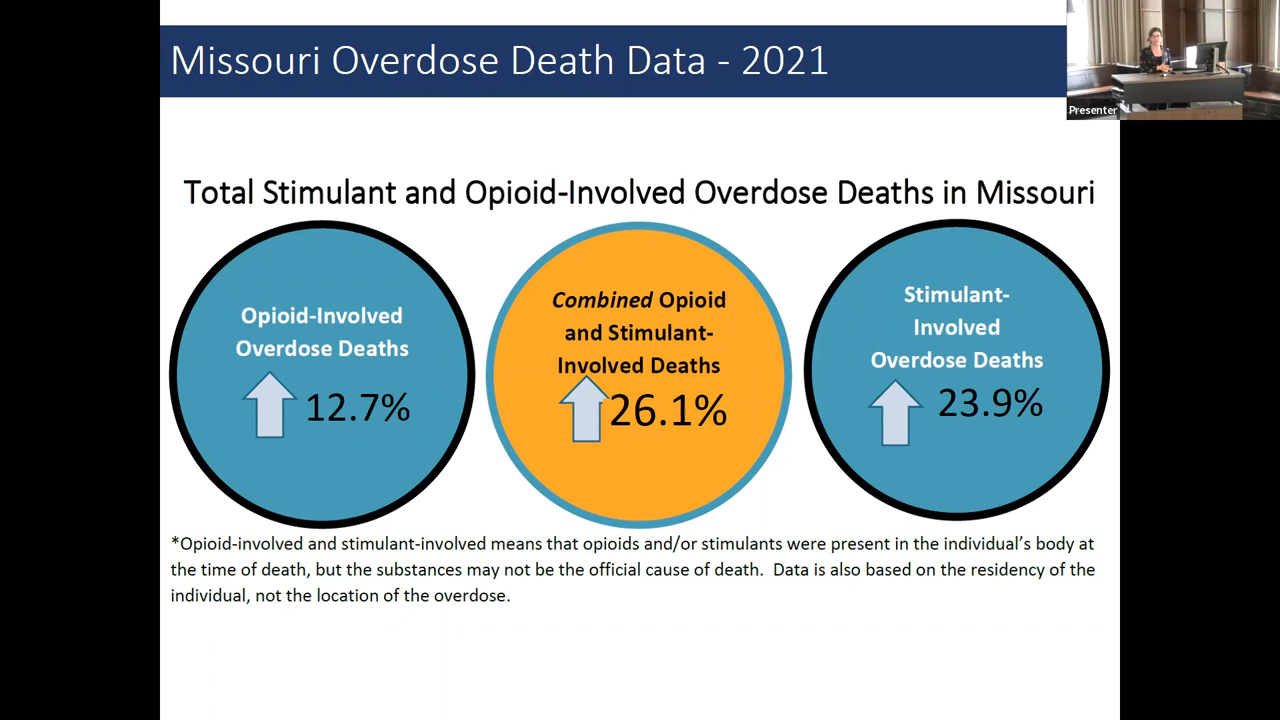 Missouri Overdose Death Data - 2021
Presenter
Total Stimulant and Opioid-Involved Overdose Deaths in Missouri
Opioid-Involved
Overdose Deaths
12.7%
Combined Opioid
and Stimulant-
Involved Deaths
26.1%
Stimulant-
Involved
Overdose Deaths
23.9%
*Opioid-involved and stimulant-involved means that opioids and/or stimulants were present in the individual’s body at
the time of death, but the substances may not be the official cause of death.  Data is also based on the residency of the
individual, not the location of the overdose.